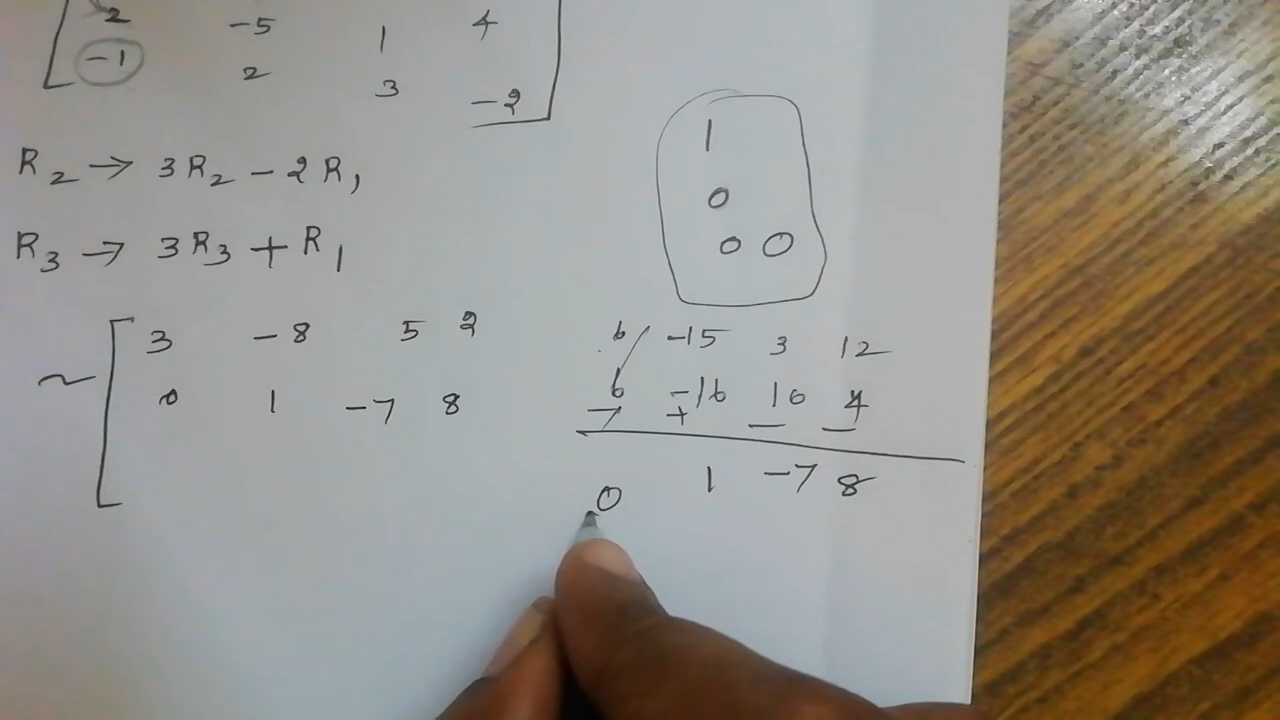 2 -5 1 4
-1 2 3 -2
R2 → 3R2 - 2R1
R3 → 3R3 + R1
~ [ 3 -8 5 2
0 1 -7 8
1
0
0 0
6 -15 3 12
6 -16 10 4
- + - -
0 1 -7 8